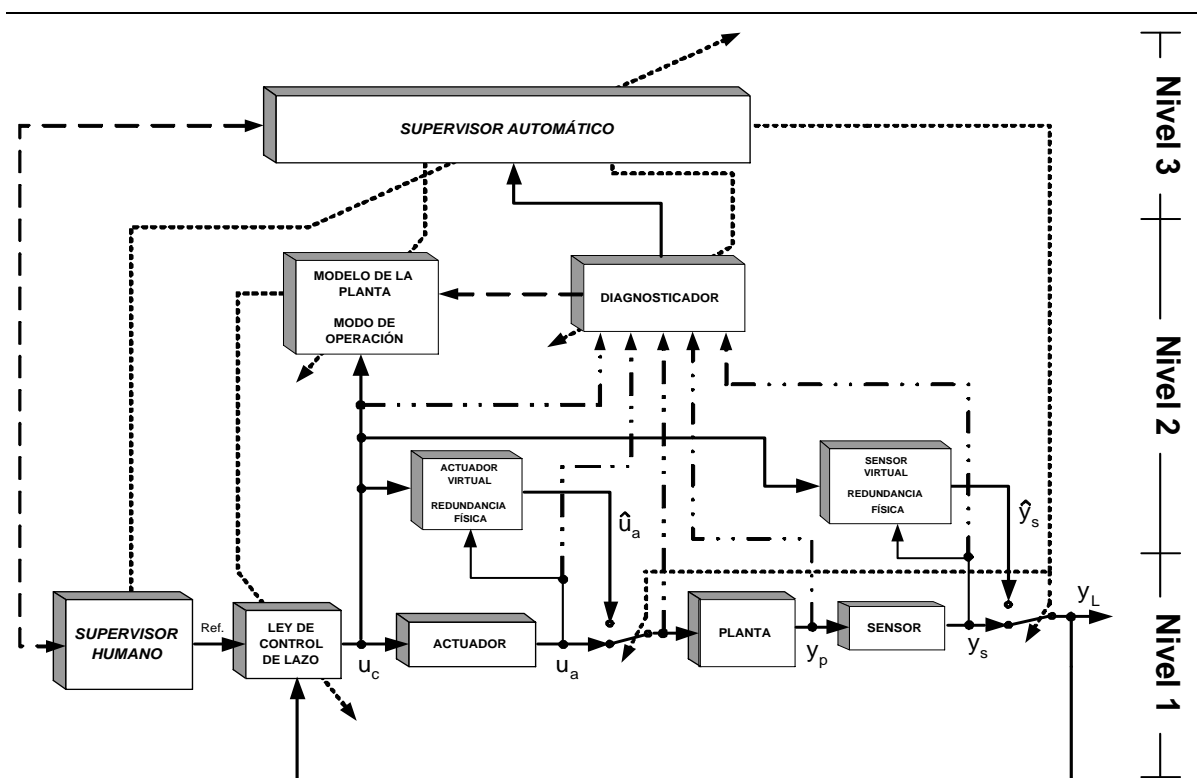 SUPERVISOR AUTOMÁTICO
Nivel 3
MODELO DE LA
PLANTA
MODO DE
OPERACIÓN
DIAGNOSTICADOR
Nivel 2
ACTUADOR
VIRTUAL
REDUNDANCIA
FÍSICA
û_a
SENSOR
VIRTUAL
REDUNDANCIA
FÍSICA
ŷ_s
SUPERVISOR
HUMANO
Ref.
LEY DE
CONTROL
DE LAZO
u_c
ACTUADOR
u_a
PLANTA
y_p
SENSOR
y_s
y_L
Nivel 1